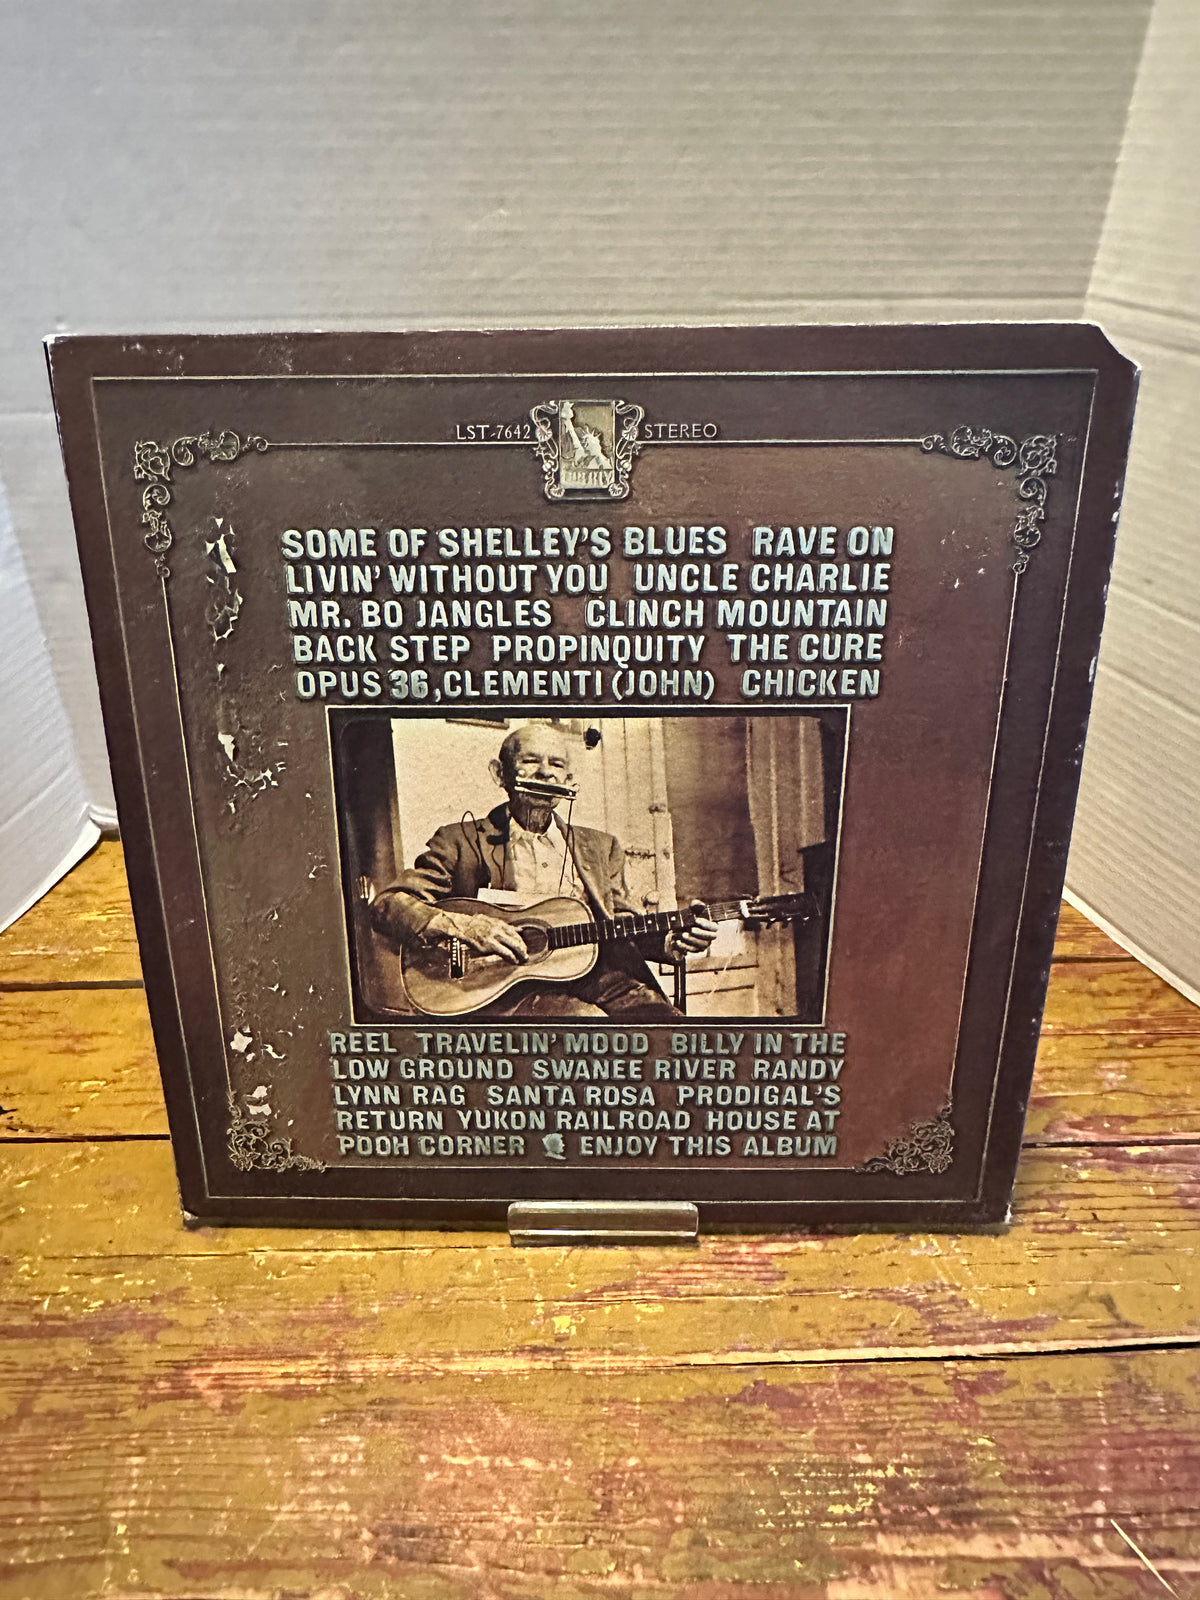 LST-7642 STEREO
LIBERTY
SOME OF SHELLEY'S BLUES RAVE ON
LIVIN' WITHOUT YOU UNCLE CHARLIE
MR. BO JANGLES CLINCH MOUNTAIN
BACK STEP PROPINQUITY THE CURE
OPUS 36, CLEMENTI (JOHN) CHICKEN
REEL TRAVELIN' MOOD BILLY IN THE
LOW GROUND SWANEE RIVER RANDY
LYNN RAG SANTA ROSA PRODIGAL'S
RETURN YUKON RAILROAD HOUSE AT
POOH CORNER ENJOY THIS ALBUM